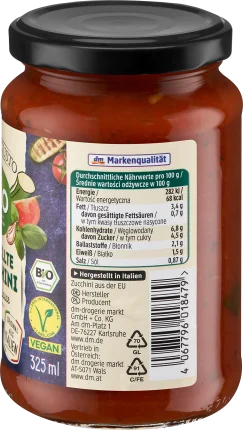 dm Markenqualität
Durchschnittliche Nährwerte pro 100 g /
Średnie wartości odżywcze w 100 g
Energie / 282 kJ /
Wartość energetyczna 68 kcal
Fett / Tłuszcz 3,4 g
davon gesättigte Fettsäuren /
w tym kwasy tłuszczowe nasycone 0,7 g
Kohlenhydrate / Węglowodany 6,8 g
davon Zucker / w tym cukry 4,5 g
Ballaststoffe / Błonnik 2,1 g
Eiweiß / Białko 1,5 g
Salz / Sól 0,87 g
Hergestellt in Italien
Zucchini aus der EU
Hersteller
Producent
dm-drogerie markt
GmbH + Co. KG
Am dm-Platz 1
DE-76227 Karlsruhe
www.dm.de
Vertrieb in
Österreich:
dm drogerie markt
GmbH
AT-5071 Wals
www.dm.at
4 067796 018479
70
GL
91
C/FE
BIO
VEGAN
325 ml